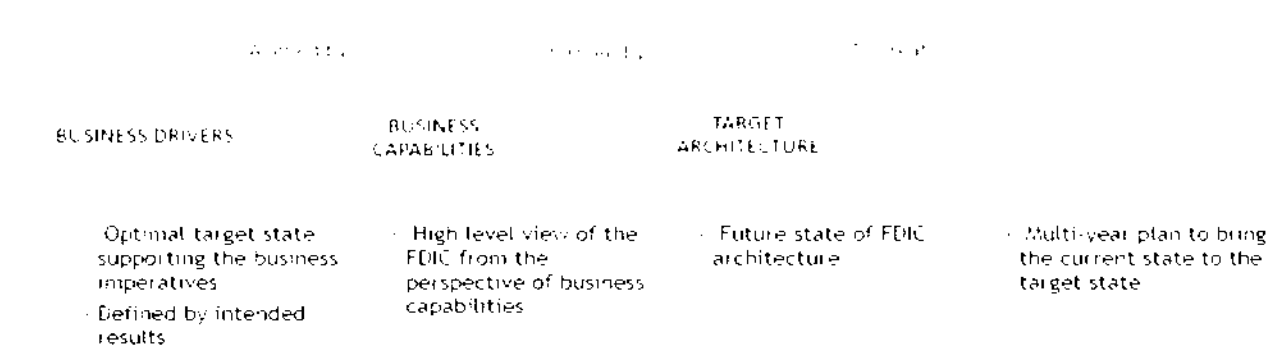 BUSINESS DRIVERS
BUSINESS
CAPABILITIES
TARGET
ARCHITECTURE
Optimal target state
supporting the business
imperatives
· Defined by intended
results
· High level view of the
FDIC from the
perspective of business
capabilities
· Future state of FDIC
architecture
· Multi-year plan to bring
the current state to the
target state